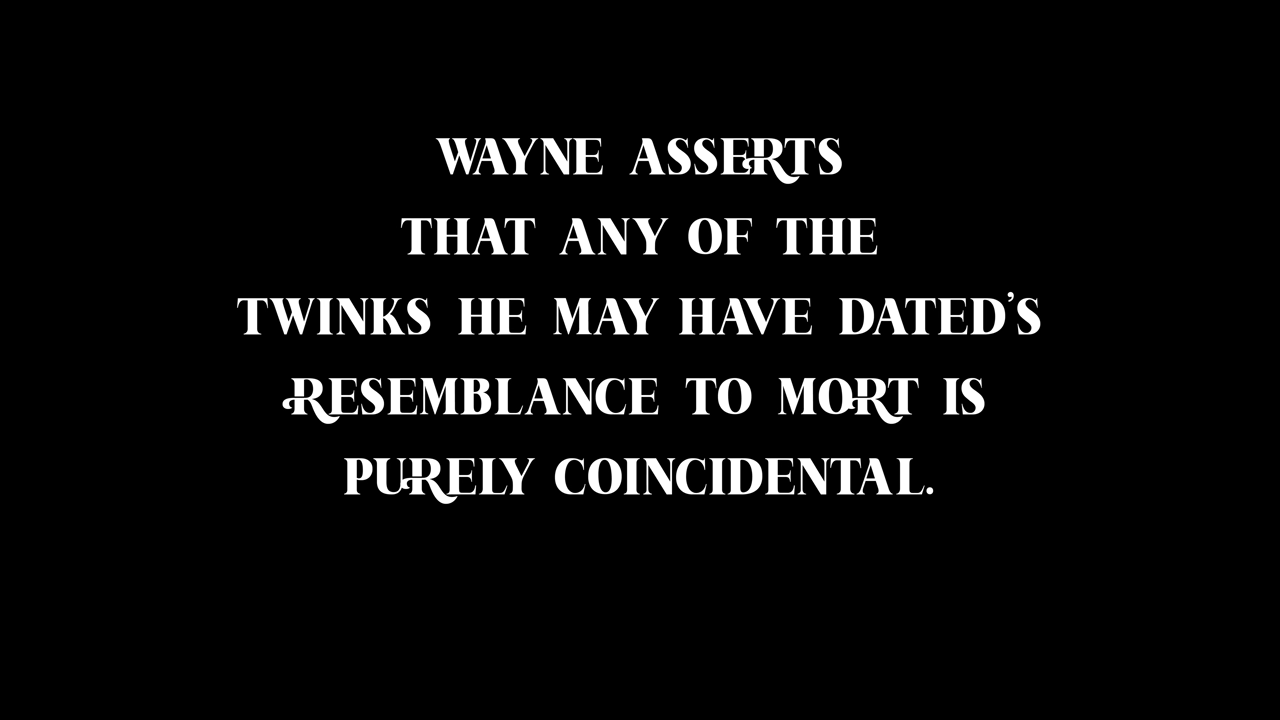 WAYNE ASSERTS
THAT ANY OF THE
TWINKS HE MAY HAVE DATED'S
RESEMBLANCE TO MORT IS
PURELY COINCIDENTAL.